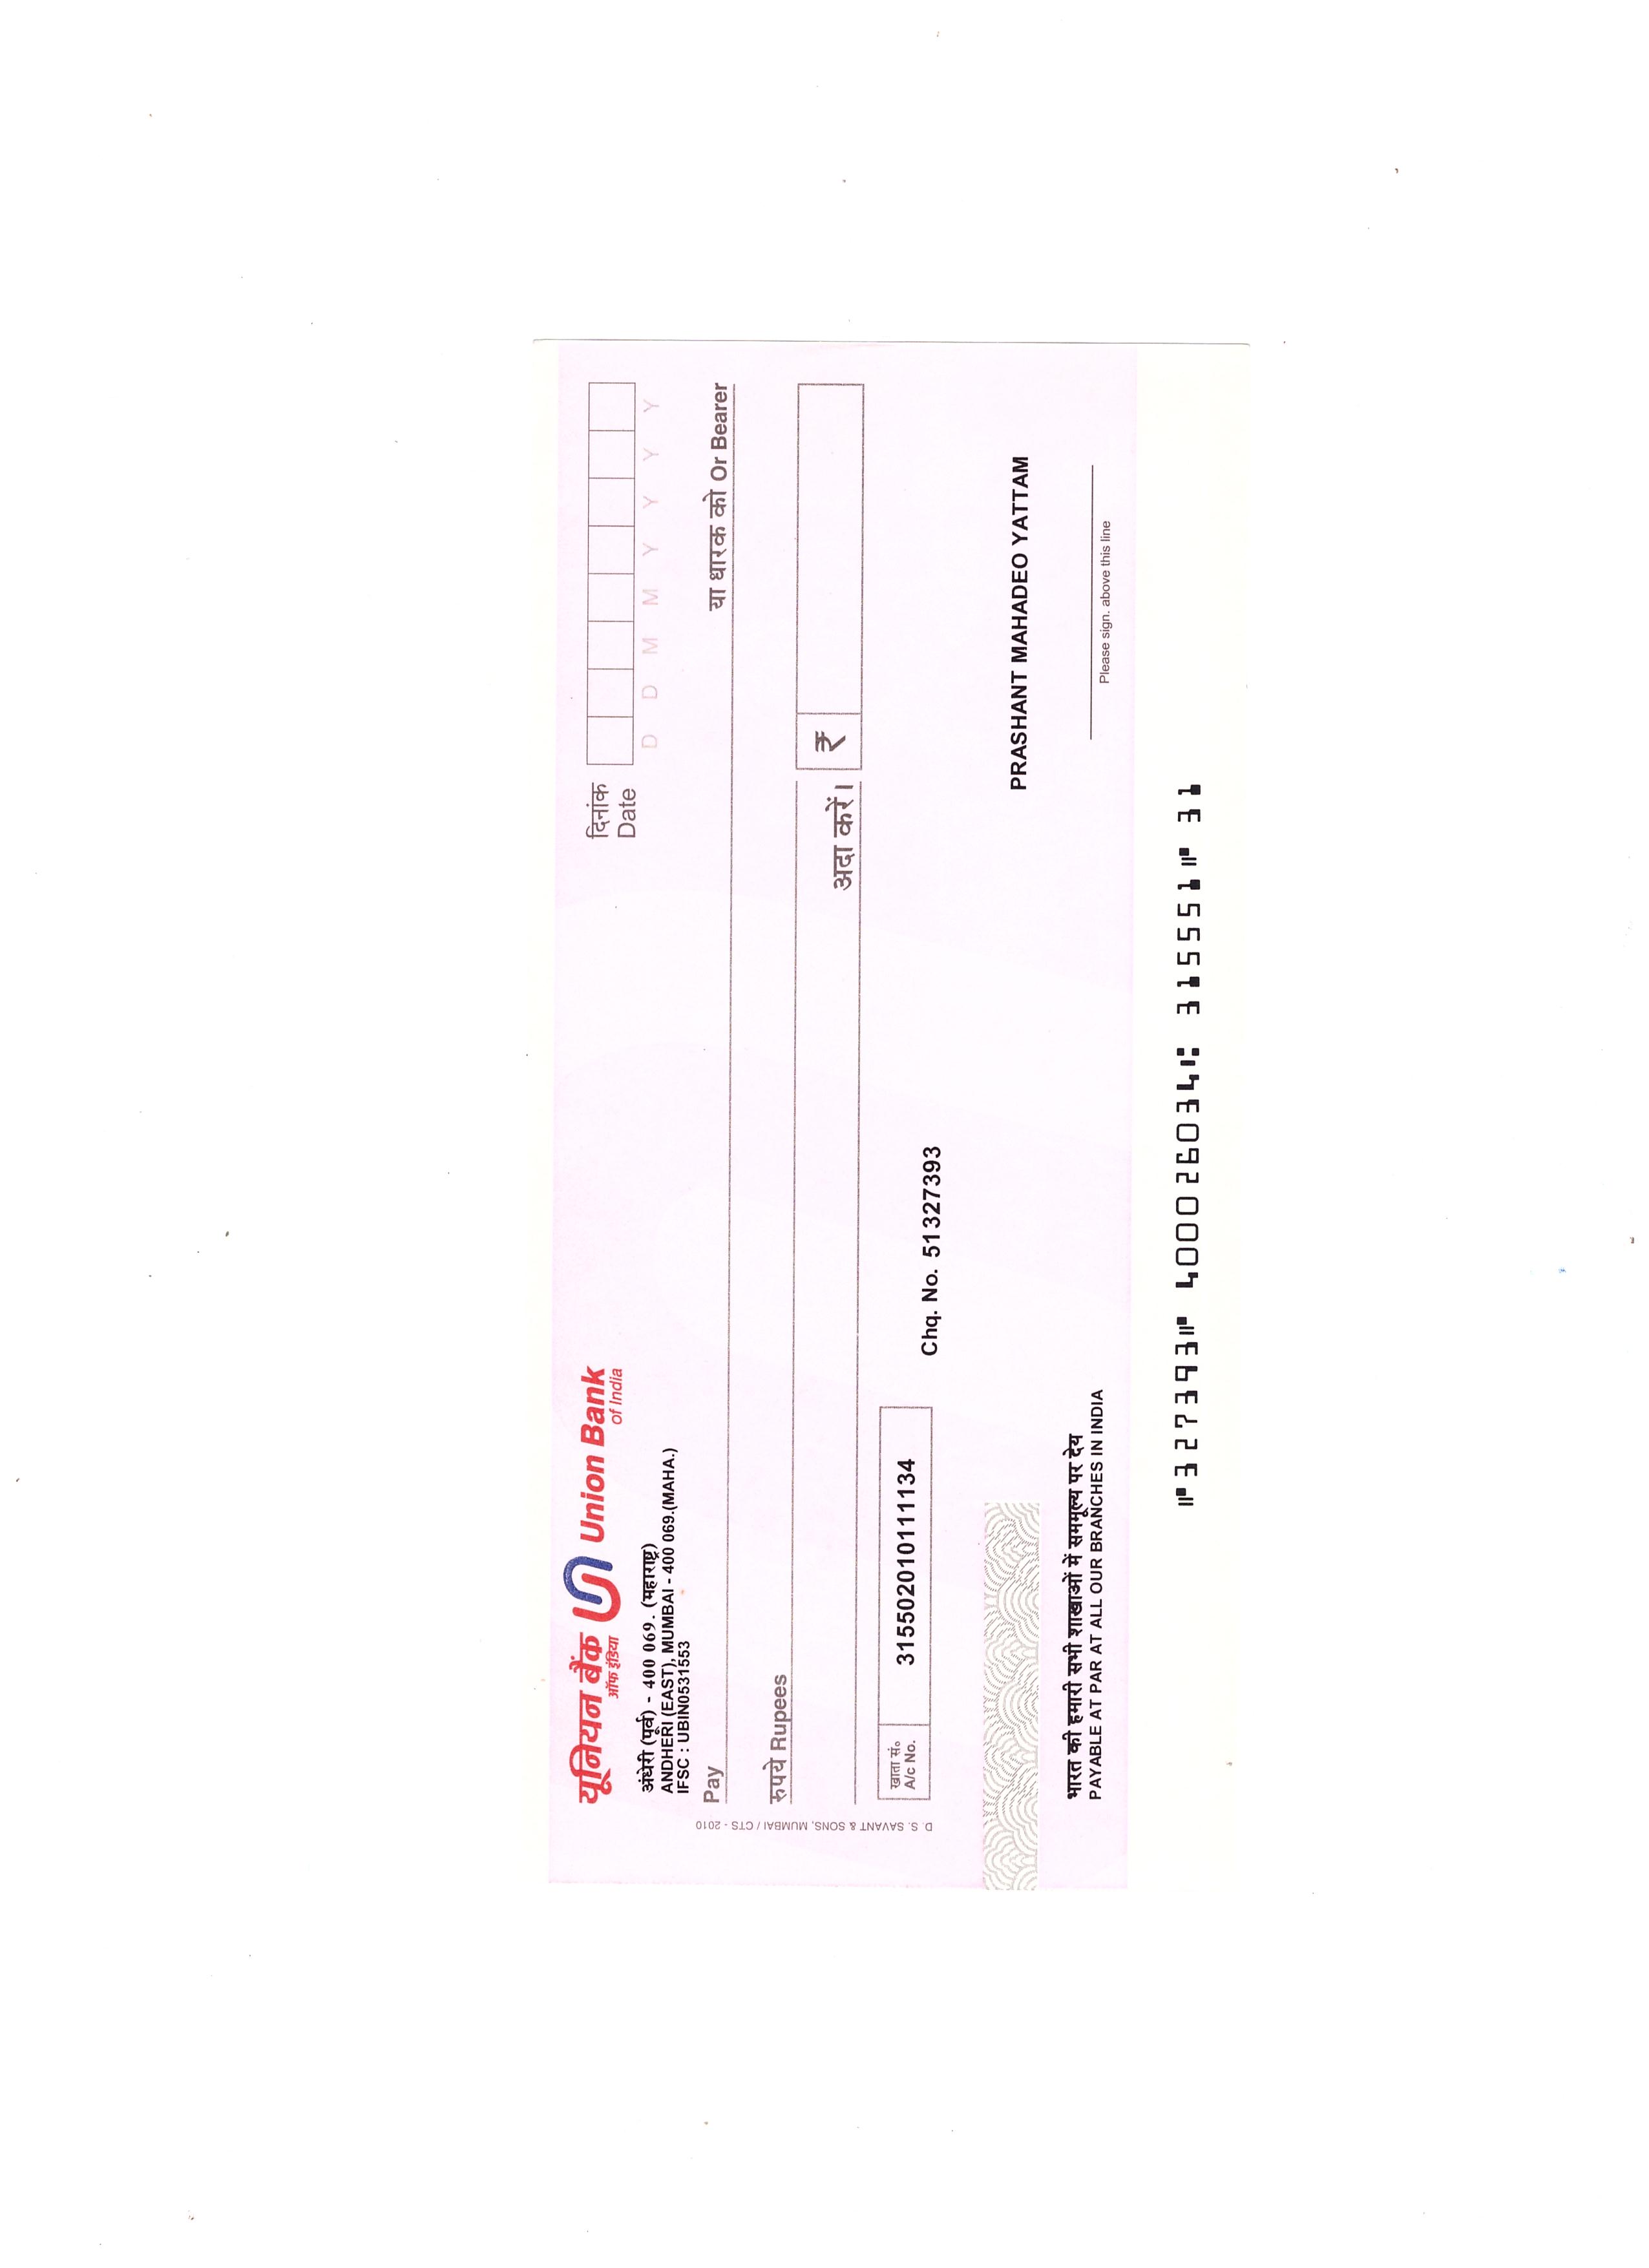 यूनियन बैंक Union Bank
ऑफ इंडिया of India
दिनांक
Date
D D M M Y Y Y Y
अंधेरी (पूर्व) - 400 069. (महाराष्ट्र)
ANDHERI (EAST), MUMBAI - 400 069.(MAHA.)
IFSC : UBIN0531553
Pay या धारक को Or Bearer
रुपये Rupees
अदा करें। ₹
खाता सं०
A/c No. 315502010111134
Chq. No. 51327393
D. S. SAVANT & SONS, MUMBAI / CTS - 2010
PRASHANT MAHADEO YATTAM
भारत की हमारी सभी शाखाओं में सममूल्य पर देय
PAYABLE AT PAR AT ALL OUR BRANCHES IN INDIA
Please sign. above this line
⑈327393⑈ 400026034⑆ 315551⑈ 31